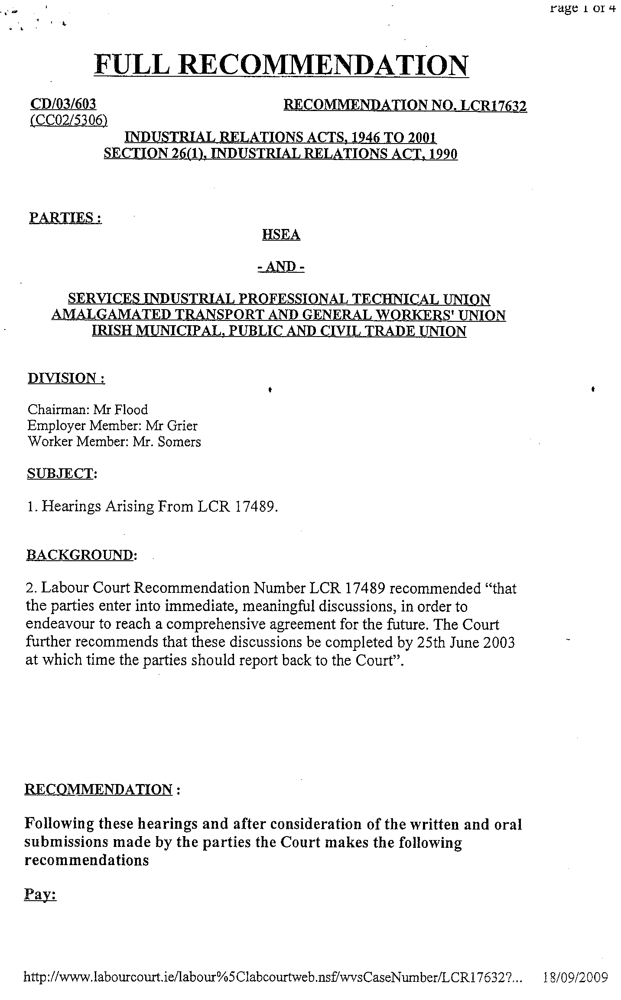 Page 1 of 4
FULL RECOMMENDATION
CD/03/603 RECOMMENDATION NO. LCR17632
(CC02/5306)
INDUSTRIAL RELATIONS ACTS, 1946 TO 2001
SECTION 26(1), INDUSTRIAL RELATIONS ACT, 1990
PARTIES :
HSEA
- AND -
SERVICES INDUSTRIAL PROFESSIONAL TECHNICAL UNION
AMALGAMATED TRANSPORT AND GENERAL WORKERS' UNION
IRISH MUNICIPAL, PUBLIC AND CIVIL TRADE UNION
DIVISION :
Chairman: Mr Flood
Employer Member: Mr Grier
Worker Member: Mr. Somers
SUBJECT:
1. Hearings Arising From LCR 17489.
BACKGROUND:
2. Labour Court Recommendation Number LCR 17489 recommended “that
the parties enter into immediate, meaningful discussions, in order to
endeavour to reach a comprehensive agreement for the future. The Court
further recommends that these discussions be completed by 25th June 2003
at which time the parties should report back to the Court”.
RECOMMENDATION :
Following these hearings and after consideration of the written and oral
submissions made by the parties the Court makes the following
recommendations
Pay:
http://www.labourcourt.ie/labour%5Clabcourtweb.nsf/wvsCaseNumber/LCR17632?... 18/09/2009